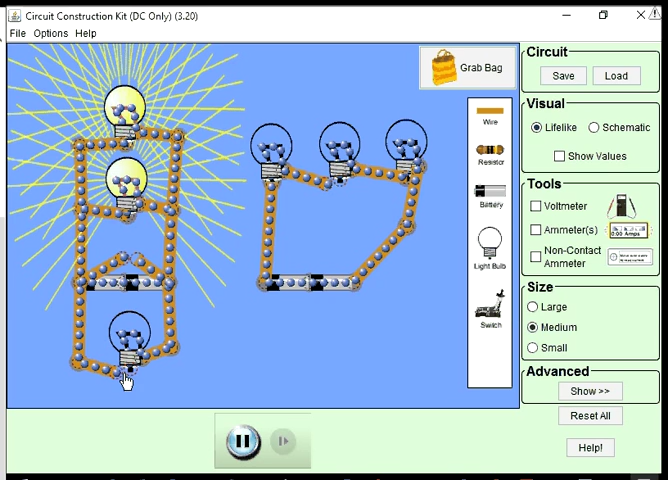 Circuit Construction Kit (DC Only) (3.20)
File Options Help
Grab Bag
Wire
Resistor
Battery
Light Bulb
Switch
Circuit
Save Load
Visual
Lifelike Schematic
Show Values
Tools
Voltmeter
Ammeter(s)
0.00 Amps
Non-Contact
Ammeter
Size
Large
Medium
Small
Advanced
Show >>
Reset All
Help!